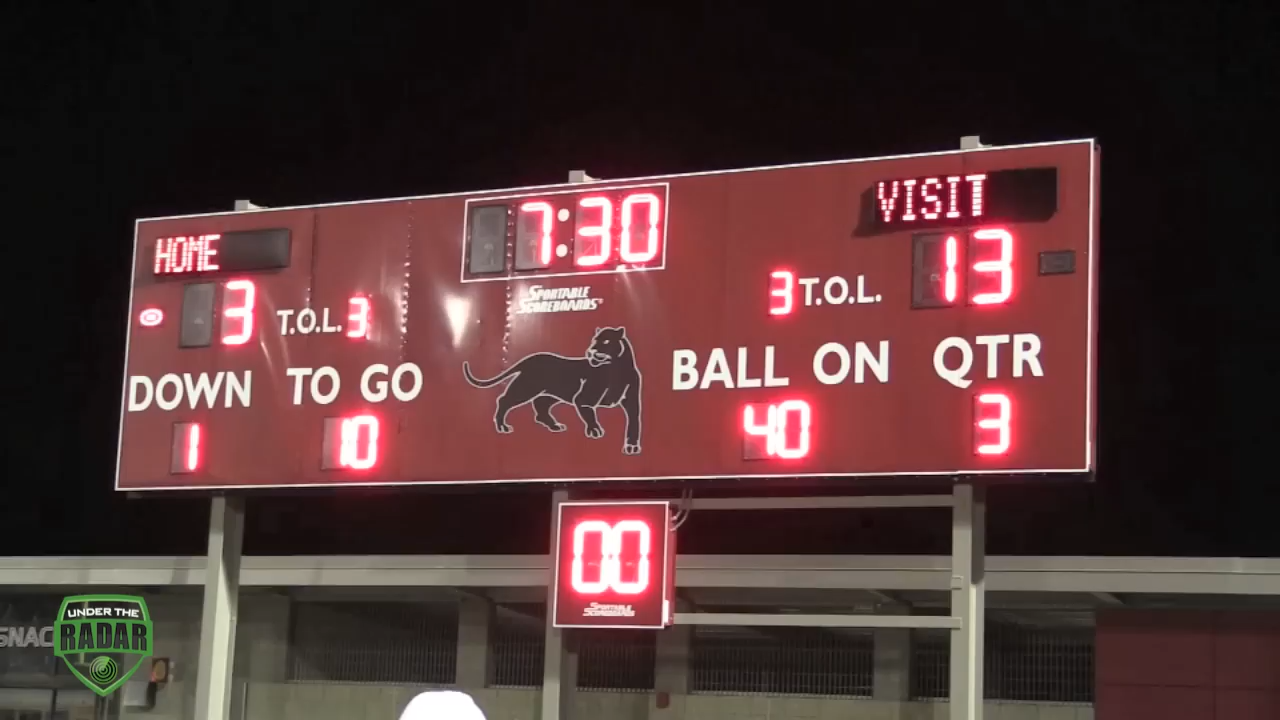 HOME
7:30
VISIT
SPORTABLE
SCOREBOARDS
3 T.O.L. 3
3 T.O.L. 13
DOWN TO GO
BALL ON QTR
1 10
40 3
00
SPORTABLE
SCOREBOARDS
SNAC
UNDER THE
RADAR